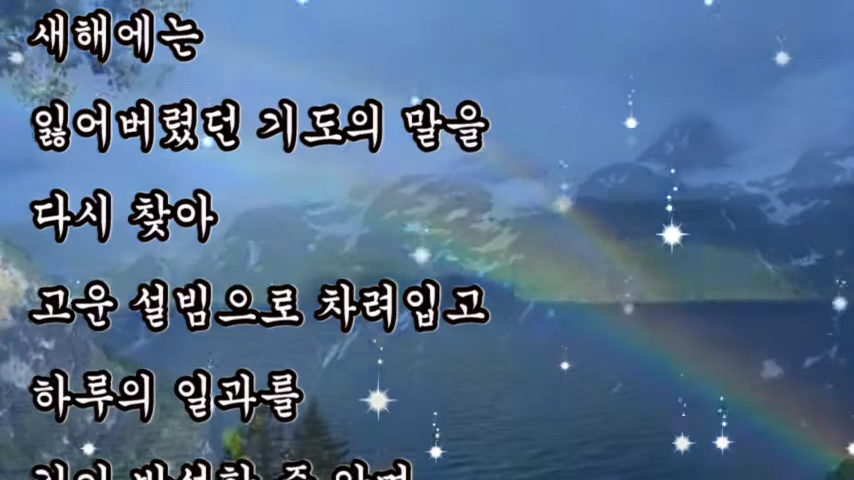 새해에는
잃어버렸던 기도의 말을
다시 찾아
고운 설빔으로 차려입고
하루의 일과를